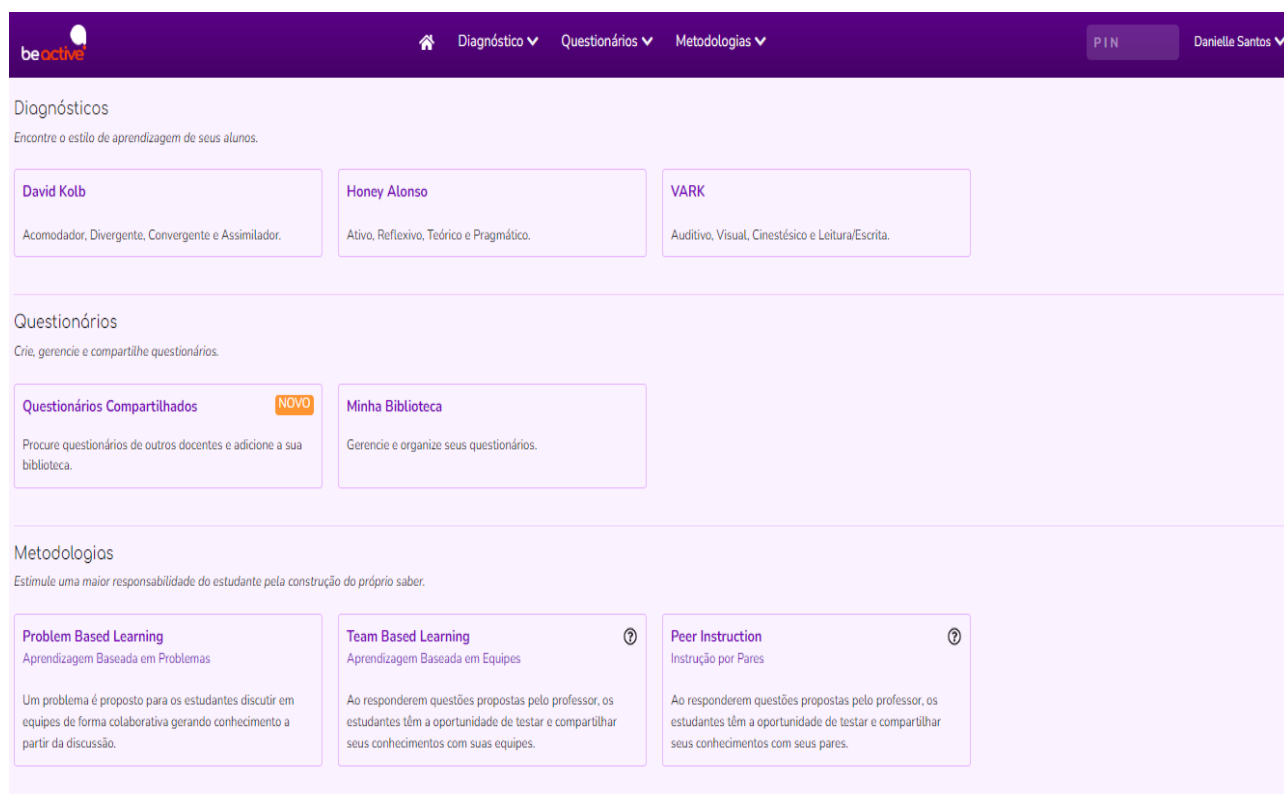 beactive
Diagnóstico Questionários Metodologias
PIN
Danielle Santos
Diagnósticos
Encontre o estilo de aprendizagem de seus alunos.
David Kolb
Acomodador, Divergente, Convergente e Assimilador.
Honey Alonso
Ativo, Reflexivo, Teórico e Pragmático.
VARK
Auditivo, Visual, Cinestésico e Leitura/Escrita.
Questionários
Crie, gerencie e compartilhe questionários.
Questionários Compartilhados
NOVO
Procure questionários de outros docentes e adicione a sua
biblioteca.
Minha Biblioteca
Gerencie e organize seus questionários.
Metodologias
Estimule uma maior responsabilidade do estudante pela construção do próprio saber.
Problem Based Learning
Aprendizagem Baseada em Problemas
Um problema é proposto para os estudantes discutir em
equipes de forma colaborativa gerando conhecimento a
partir da discussão.
Team Based Learning
?
Aprendizagem Baseada em Equipes
Ao responderem questões propostas pelo professor, os
estudantes têm a oportunidade de testar e compartilhar
seus conhecimentos com suas equipes.
Peer Instruction
?
Instrução por Pares
Ao responderem questões propostas pelo professor, os
estudantes têm a oportunidade de testar e compartilhar
seus conhecimentos com seus pares.